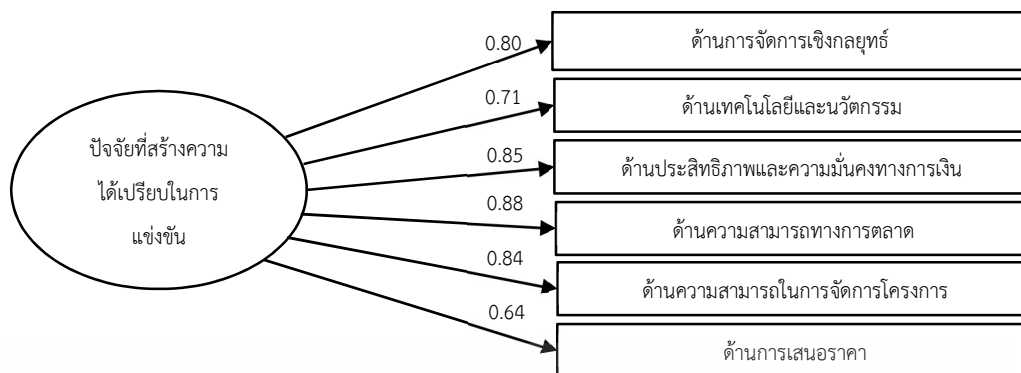 0.80
ด้านการจัดการเชิงกลยุทธ์
0.71
ด้านเทคโนโลยีและนวัตกรรม
ปัจจัยที่สร้างความ
ได้เปรียบในการ
แข่งขัน
0.85
ด้านประสิทธิภาพและความมั่นคงทางการเงิน
0.88
ด้านความสามารถทางการตลาด
0.84
ด้านความสามารถในการจัดการโครงการ
0.64
ด้านการเสนอราคา